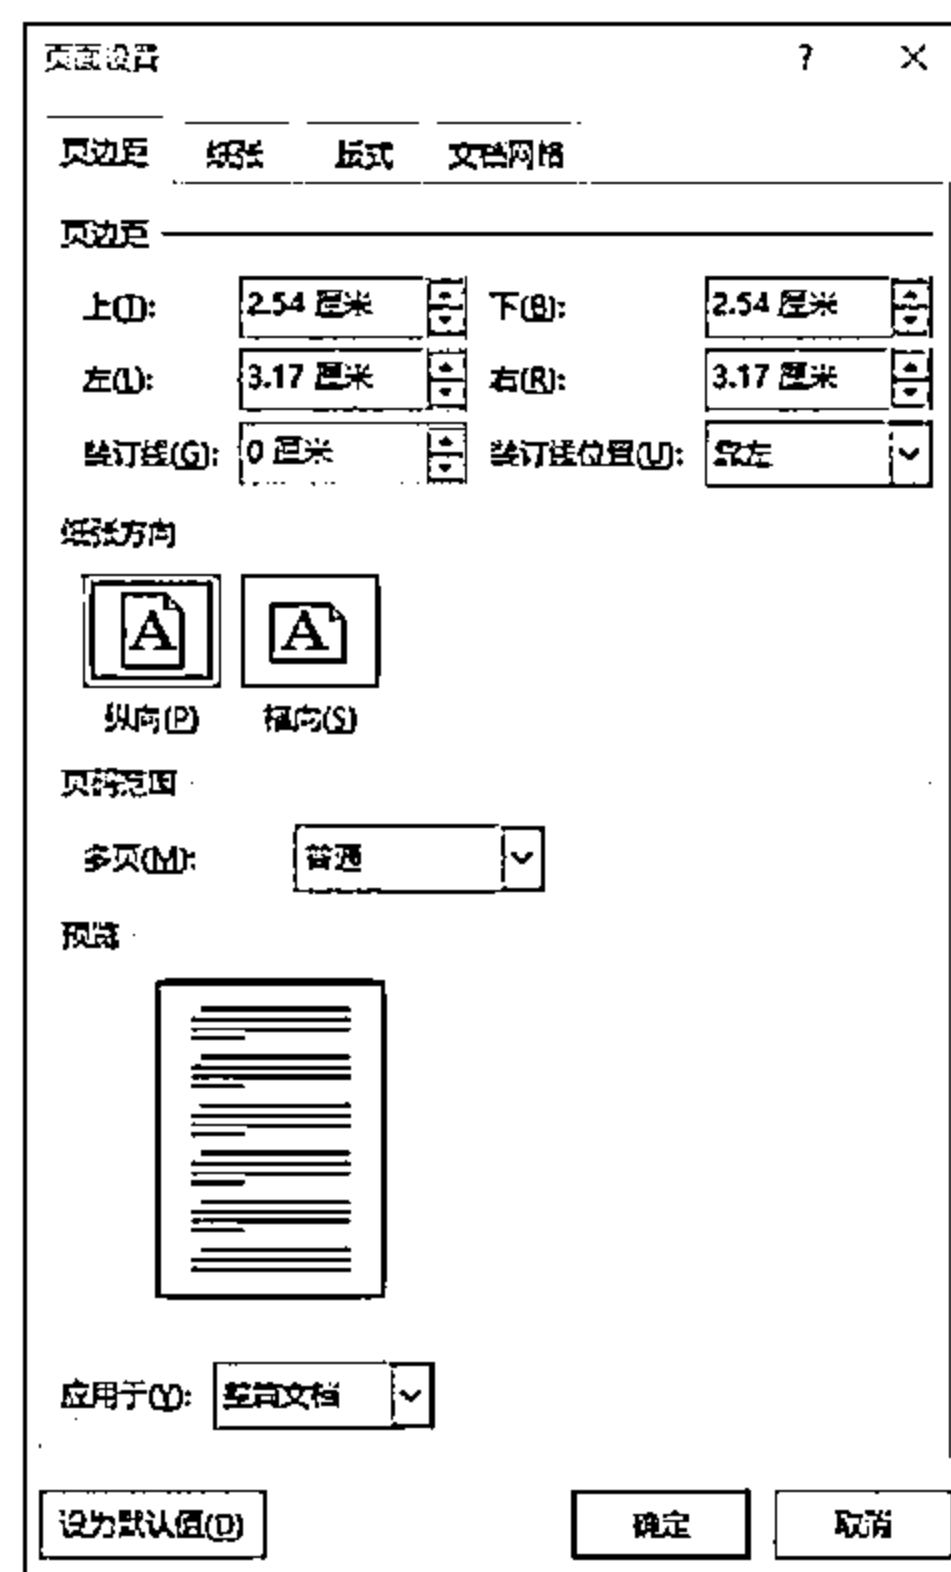 页面设置 ? ×
页边距 纸张 版式 文档网格
页边距
上(T): 2.54 厘米 下(B): 2.54 厘米
左(L): 3.17 厘米 右(R): 3.17 厘米
装订线(G): 0 厘米 装订线位置(U): 靠左
纸张方向
A A
纵向(P) 横向(S)
页码范围
多页(M): 普通
预览
应用于(Y): 整篇文档
设为默认值(D) 确定 取消